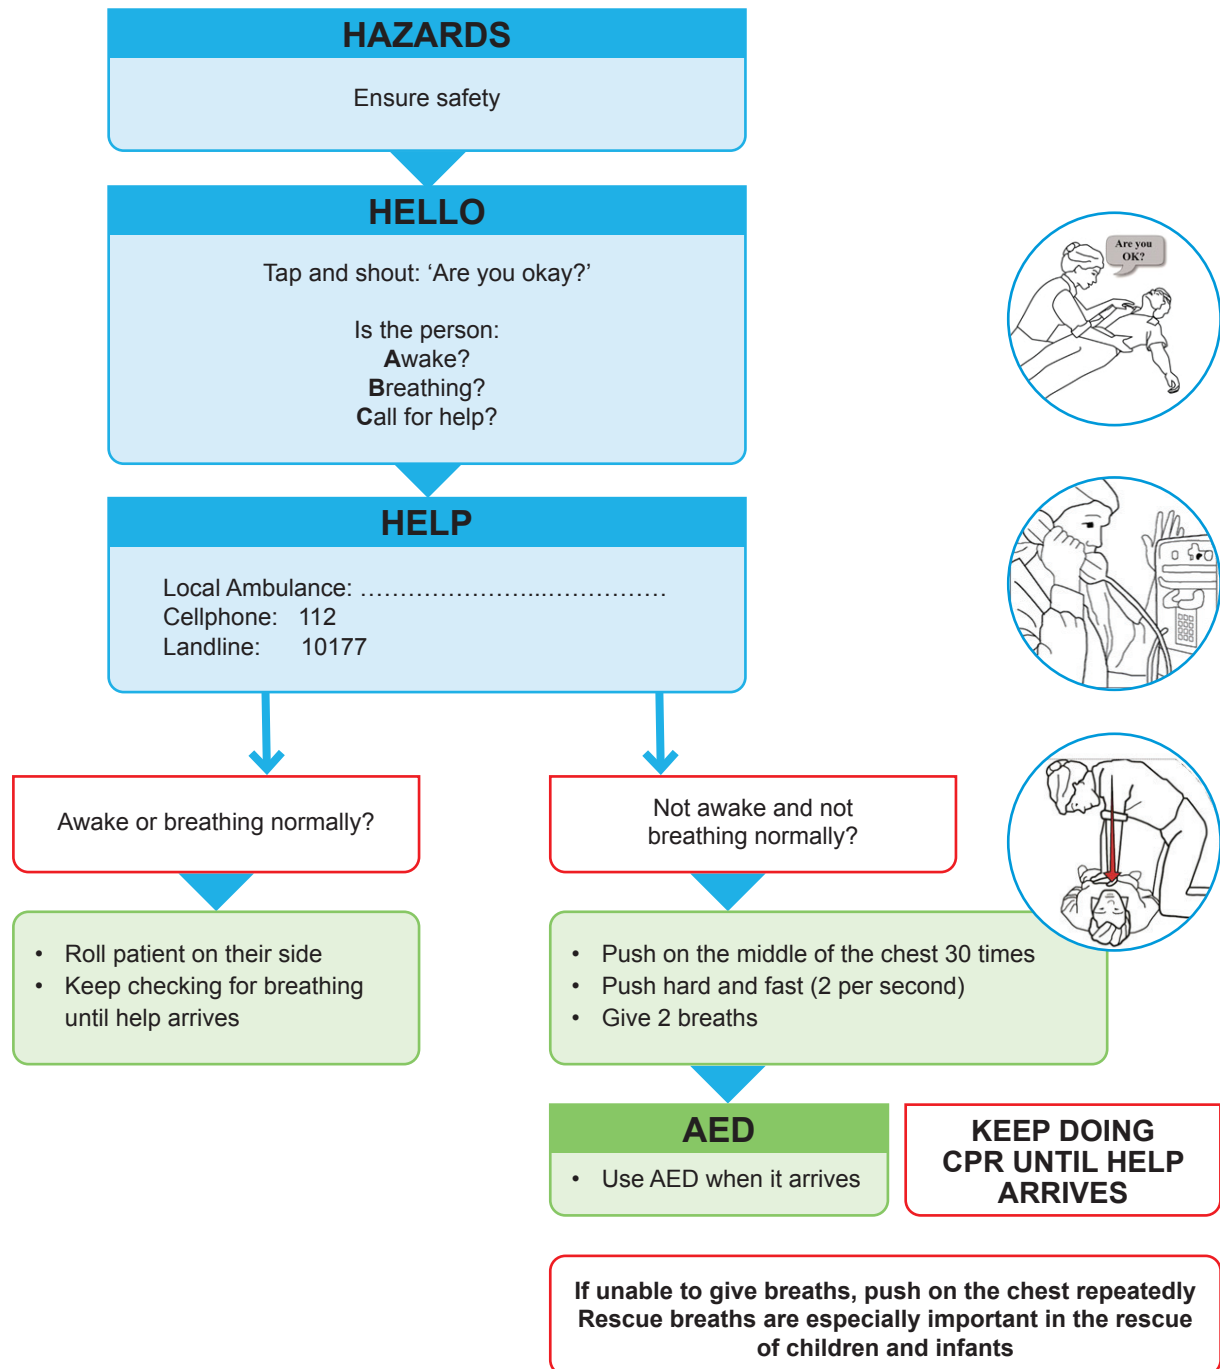 HAZARDS
Ensure safety
HELLO
Tap and shout: ‘Are you okay?’
Is the person:
Awake?
Breathing?
Call for help?
Are you
OK?
HELP
Local Ambulance: ……………………...……………
Cellphone: 112
Landline: 10177
Awake or breathing normally?
Not awake and not
breathing normally?
• Roll patient on their side
• Keep checking for breathing
until help arrives
• Push on the middle of the chest 30 times
• Push hard and fast (2 per second)
• Give 2 breaths
AED
• Use AED when it arrives
KEEP DOING
CPR UNTIL HELP
ARRIVES
If unable to give breaths, push on the chest repeatedly
Rescue breaths are especially important in the rescue
of children and infants